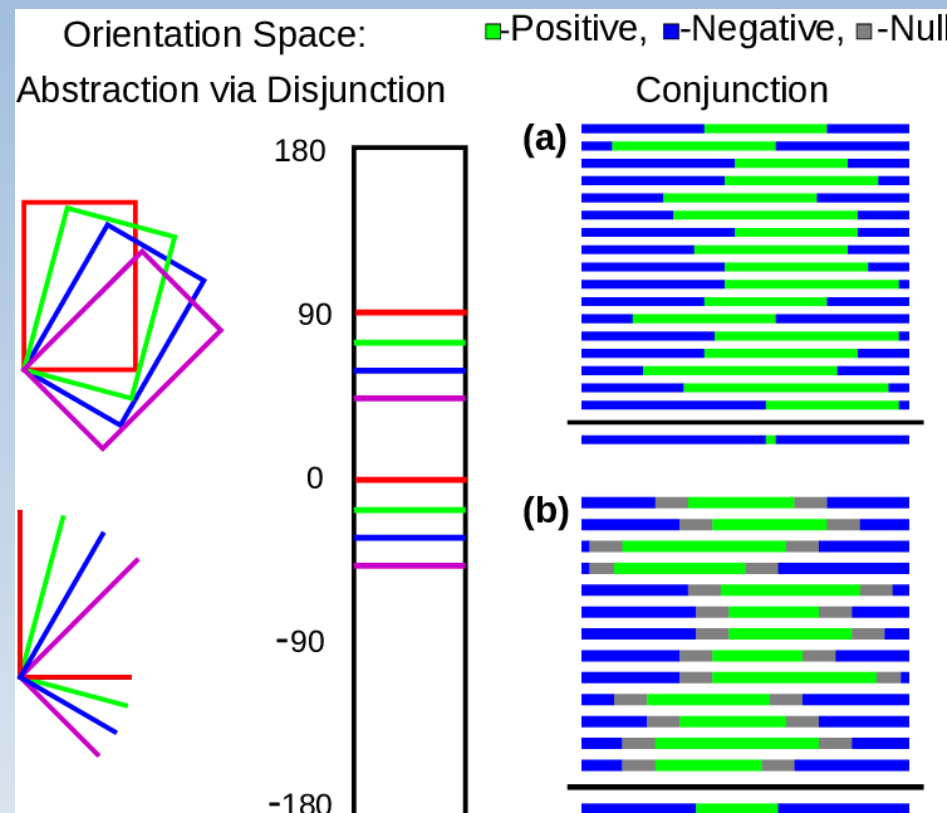 Orientation Space:
-Positive, -Negative, -Null
Abstraction via Disjunction
Conjunction
(a)
180
90
0
(b)
-90
-180